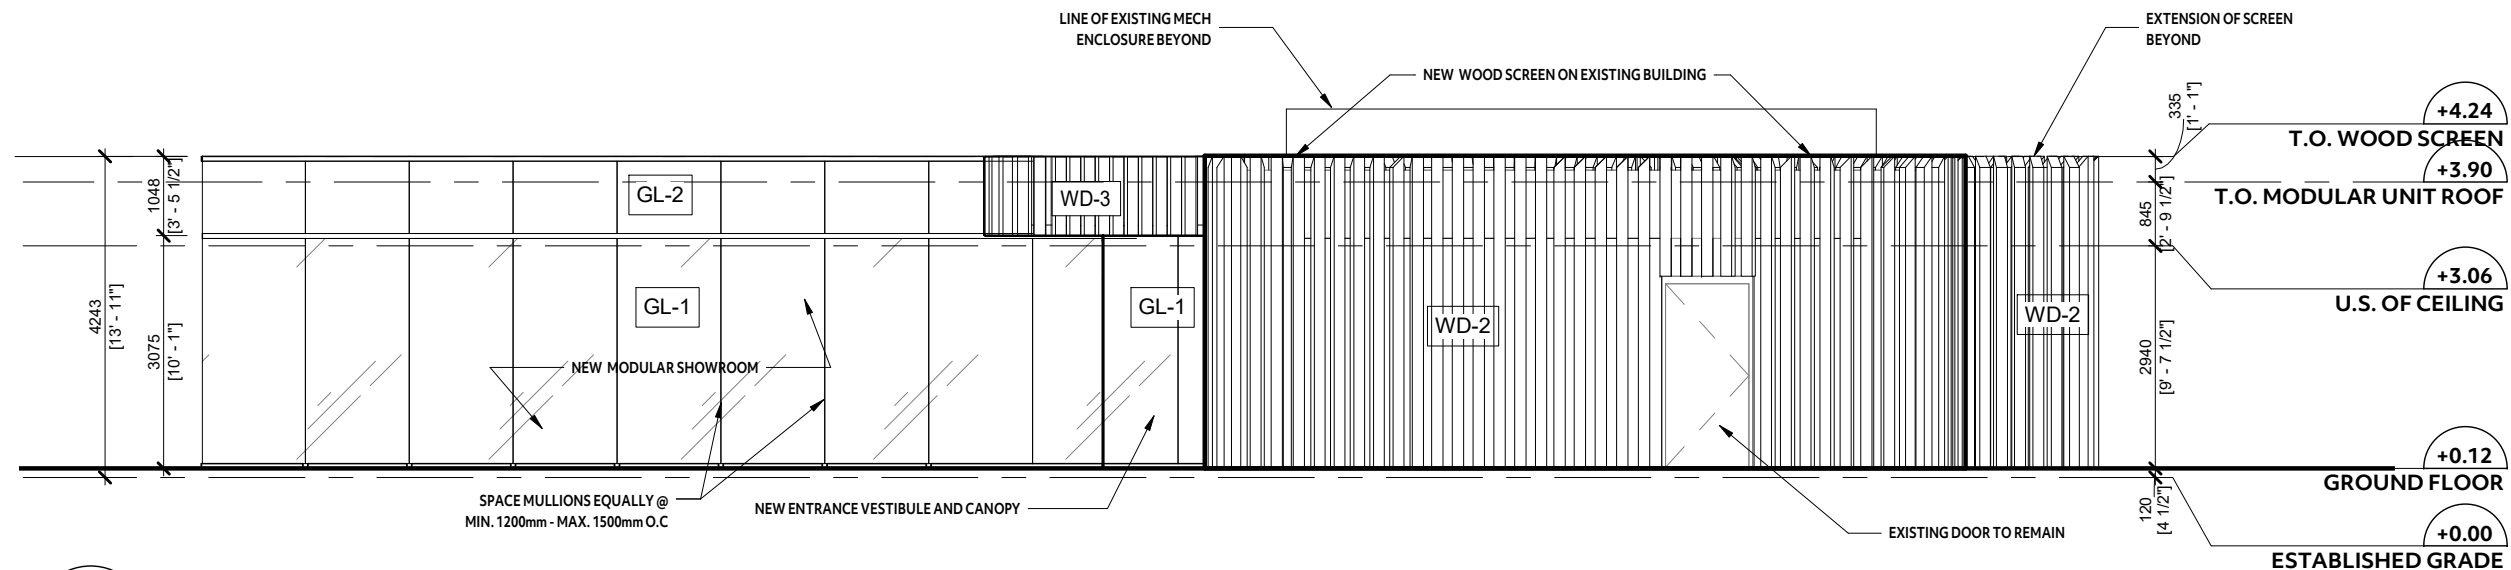 LINE OF EXISTING MECH
ENCLOSURE BEYOND
NEW WOOD SCREEN ON EXISTING BUILDING
EXTENSION OF SCREEN
BEYOND
335
[1' - 1"]
+4.24
T.O. WOOD SCREEN
+3.90
T.O. MODULAR UNIT ROOF
845
[2' - 9 1/2"]
+3.06
U.S. OF CEILING
2940
[9' - 7 1/2"]
+0.12
GROUND FLOOR
120
[4 1/2"]
+0.00
ESTABLISHED GRADE
4243
[13' - 11"]
1048
[3' - 5 1/2"]
3075
[10' - 1"]
GL-2
WD-3
GL-1
GL-1
WD-2
WD-2
NEW MODULAR SHOWROOM
SPACE MULLIONS EQUALLY @
MIN. 1200mm - MAX. 1500mm O.C
NEW ENTRANCE VESTIBULE AND CANOPY
EXISTING DOOR TO REMAIN